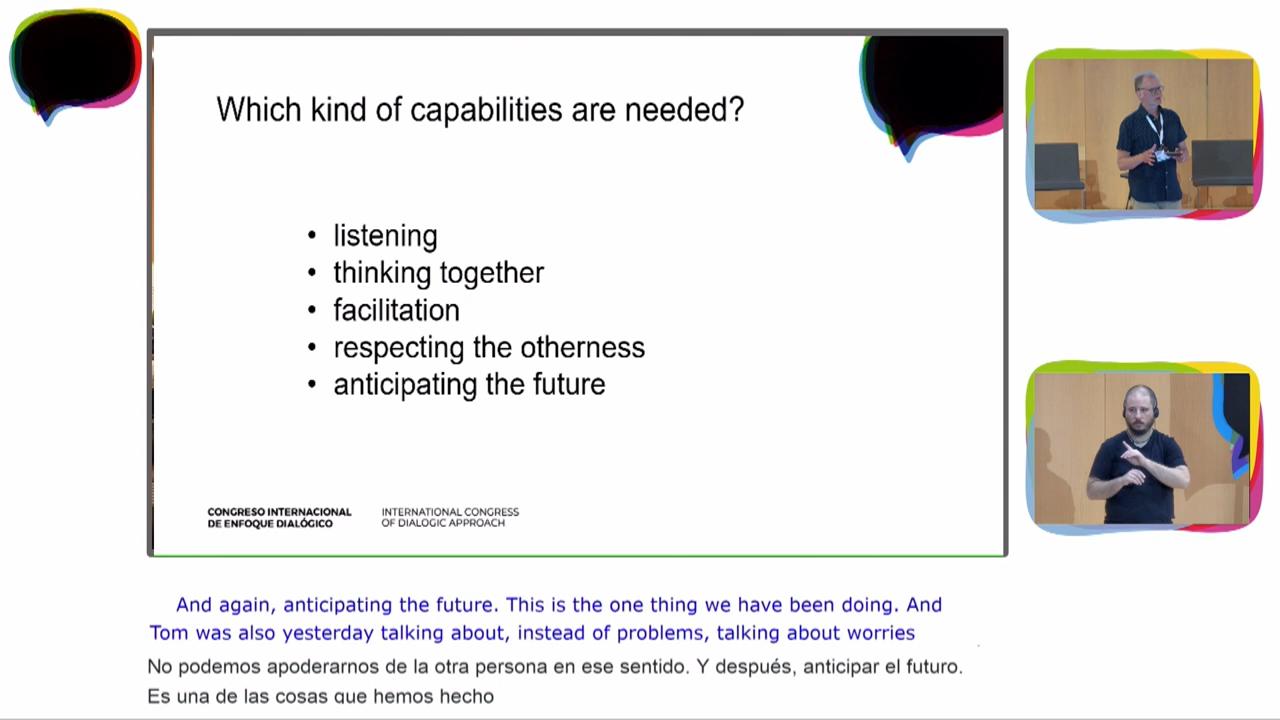 Which kind of capabilities are needed?
• listening
• thinking together
• facilitation
• respecting the otherness
• anticipating the future
CONGRESO INTERNACIONAL
DE ENFOQUE DIALÓGICO
INTERNATIONAL CONGRESS
OF DIALOGIC APPROACH
And again, anticipating the future. This is the one thing we have been doing. And
Tom was also yesterday talking about, instead of problems, talking about worries
No podemos apoderarnos de la otra persona en ese sentido. Y después, anticipar el futuro.
Es una de las cosas que hemos hecho